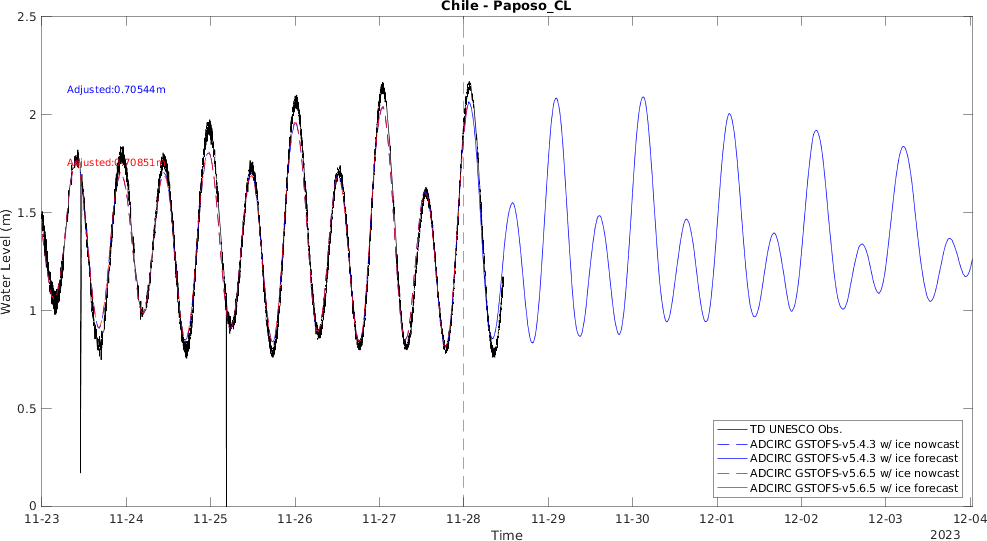 Chile - Paposo_CL
2.5
2
1.5
1
0.5
0
Water Level (m)
Adjusted:0.70544m
Adjusted:0.70851m
TD UNESCO Obs.
ADCIRC GSTOFS-v5.4.3 w/ ice nowcast
ADCIRC GSTOFS-v5.4.3 w/ ice forecast
ADCIRC GSTOFS-v5.6.5 w/ ice nowcast
ADCIRC GSTOFS-v5.6.5 w/ ice forecast
11-23 11-24 11-25 11-26 11-27 11-28 11-29 11-30 12-01 12-02 12-03 12-04
Time
2023